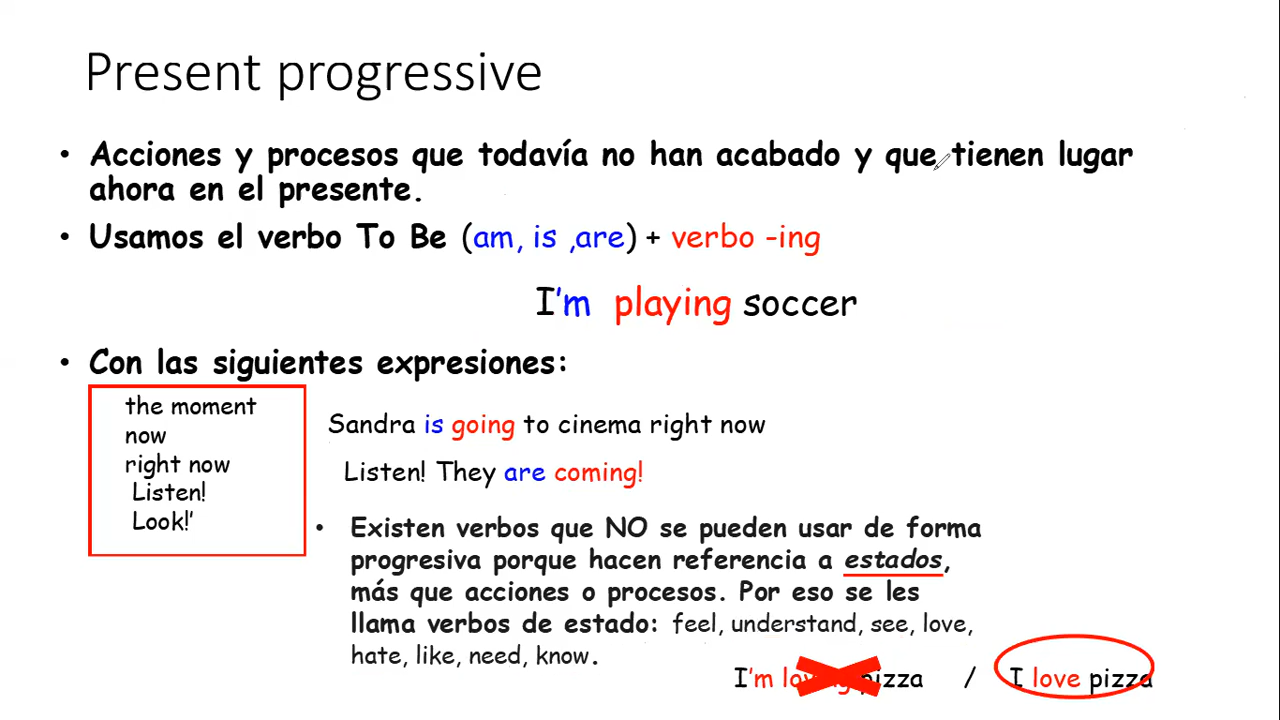 Present progressive
• Acciones y procesos que todavía no han acabado y que tienen lugar
ahora en el presente.
• Usamos el verbo To Be (am, is ,are) + verbo -ing
I'm playing soccer
• Con las siguientes expresiones:
the moment
now
right now
Listen!
Look!'
Sandra is going to cinema right now
Listen! They are coming!
• Existen verbos que NO se pueden usar de forma
progresiva porque hacen referencia a estados,
más que acciones o procesos. Por eso se les
llama verbos de estado: feel, understand, see, love,
hate, like, need, know.
I'm loving pizza / I love pizza